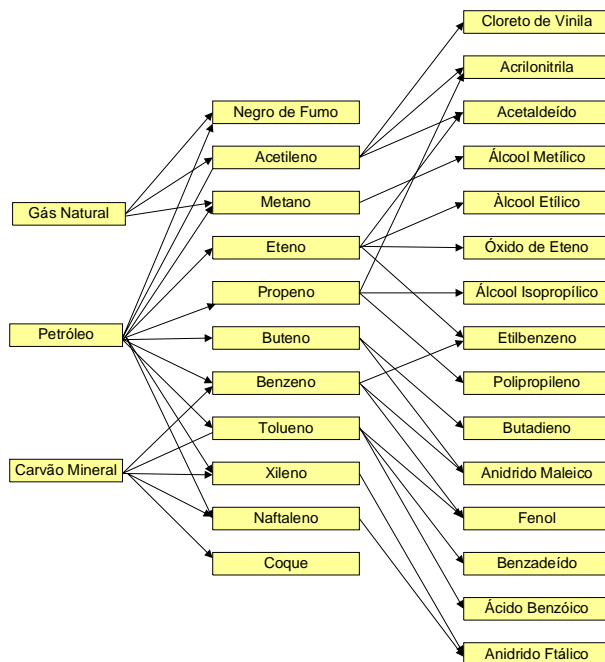 Gás Natural
Petróleo
Carvão Mineral
Negro de Fumo
Acetileno
Metano
Eteno
Propeno
Buteno
Benzeno
Tolueno
Xileno
Naftaleno
Coque
Cloreto de Vinila
Acrilonitrila
Acetaldeído
Álcool Metílico
Àlcool Etílico
Óxido de Eteno
Álcool Isopropílico
Etilbenzeno
Polipropileno
Butadieno
Anidrido Maleico
Fenol
Benzadeído
Ácido Benzóico
Anidrido Ftálico